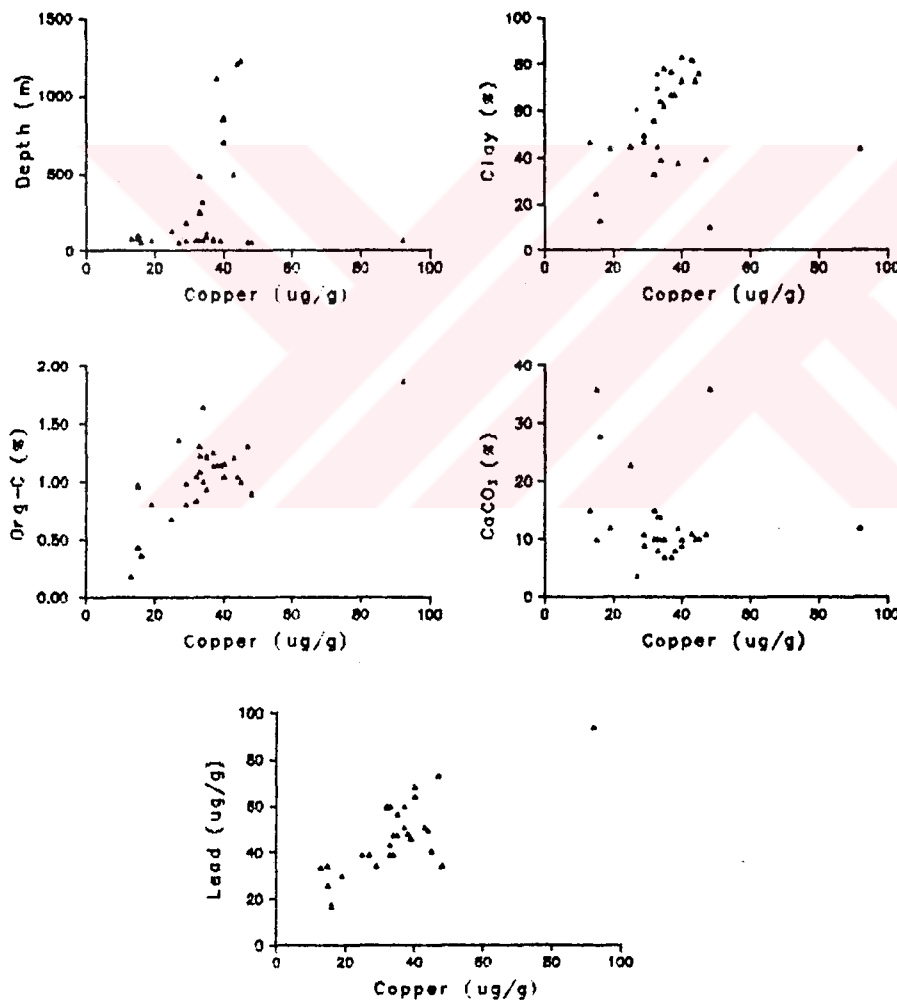 1500
1000
500
0
Depth (m)
0 20 40 60 80 100
Copper (ug/g)
100
80
60
40
20
0
Clay (%)
0 20 40 60 80 100
Copper (ug/g)
2.00
1.50
1.00
0.50
0.00
Org-C (%)
0 20 40 60 80 100
Copper (ug/g)
40
30
20
10
0
CaCO₃ (%)
0 20 40 60 80 100
Copper (ug/g)
100
80
60
40
20
0
Lead (ug/g)
0 20 40 60 80 100
Copper (ug/g)